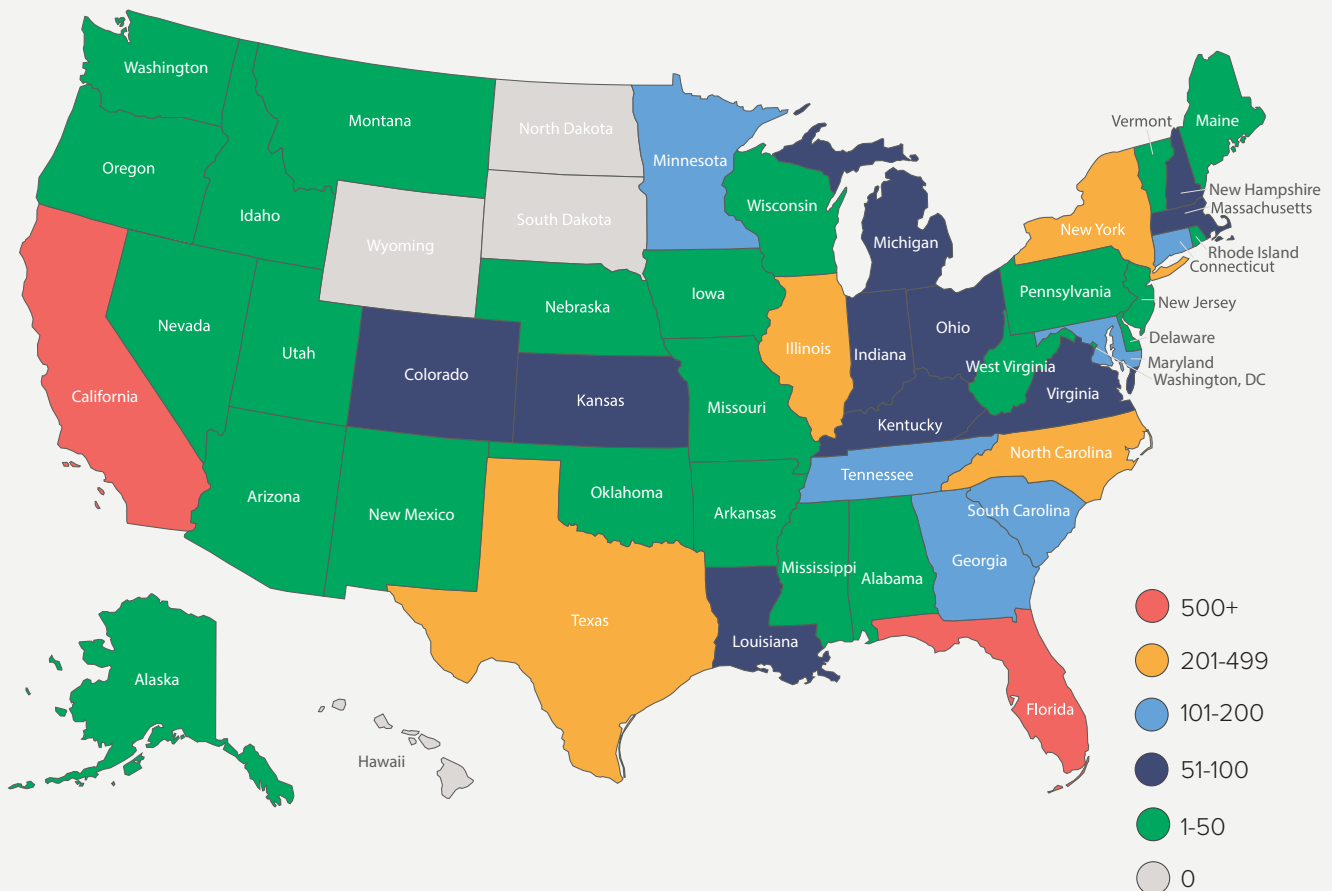 Washington
Montana
North Dakota
Minnesota
Vermont
Maine
Oregon
Idaho
Wyoming
South Dakota
Wisconsin
Michigan
New York
New Hampshire
Massachusetts
Rhode Island
Connecticut
Nevada
Utah
Nebraska
Iowa
Pennsylvania
New Jersey
California
Colorado
Kansas
Missouri
Illinois
Indiana
Ohio
West Virginia
Virginia
Delaware
Maryland
Washington, DC
Kentucky
Arizona
New Mexico
Oklahoma
Arkansas
Tennessee
North Carolina
South Carolina
Mississippi
Alabama
Georgia
Texas
Louisiana
Florida
Alaska
Hawaii
500+
201-499
101-200
51-100
1-50
0